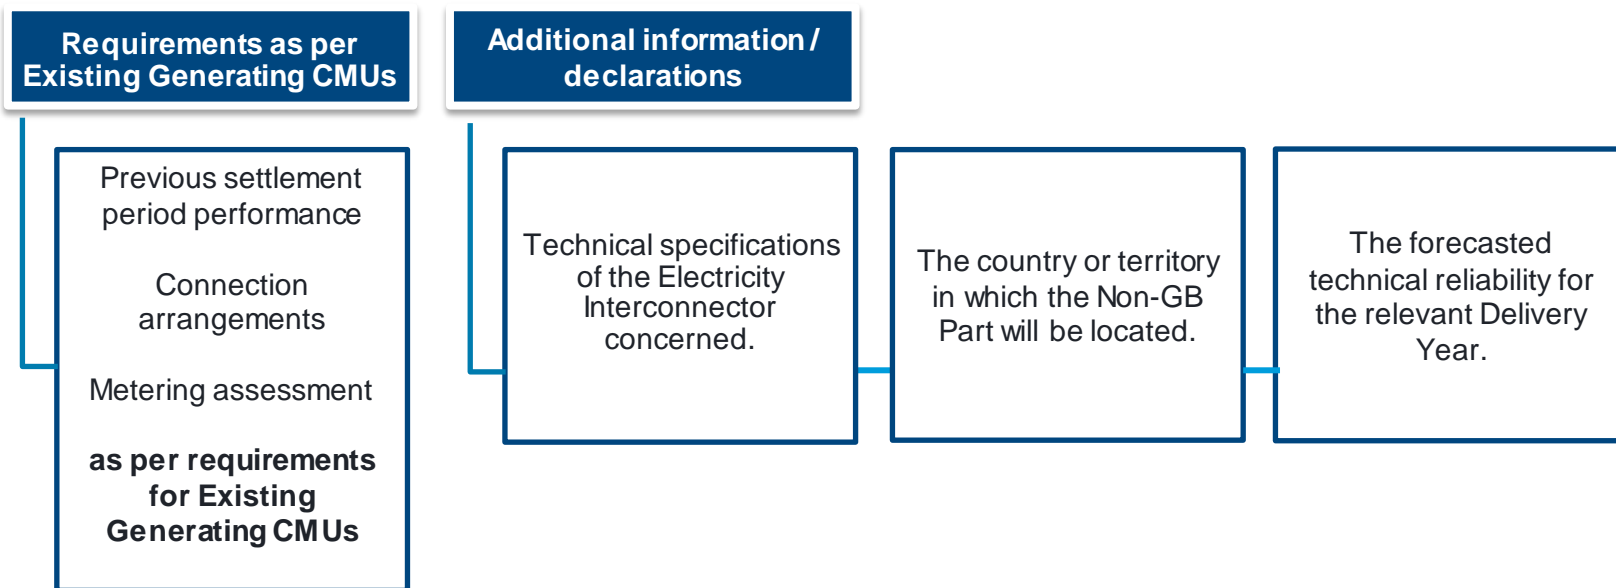 Requirements as per
Existing Generating CMUs
Additional information /
declarations
Previous settlement
period performance
Connection
arrangements
Metering assessment
as per requirements
for Existing
Generating CMUs
Technical specifications
of the Electricity
Interconnector
concerned.
The country or territory
in which the Non-GB
Part will be located.
The forecasted
technical reliability for
the relevant Delivery
Year.